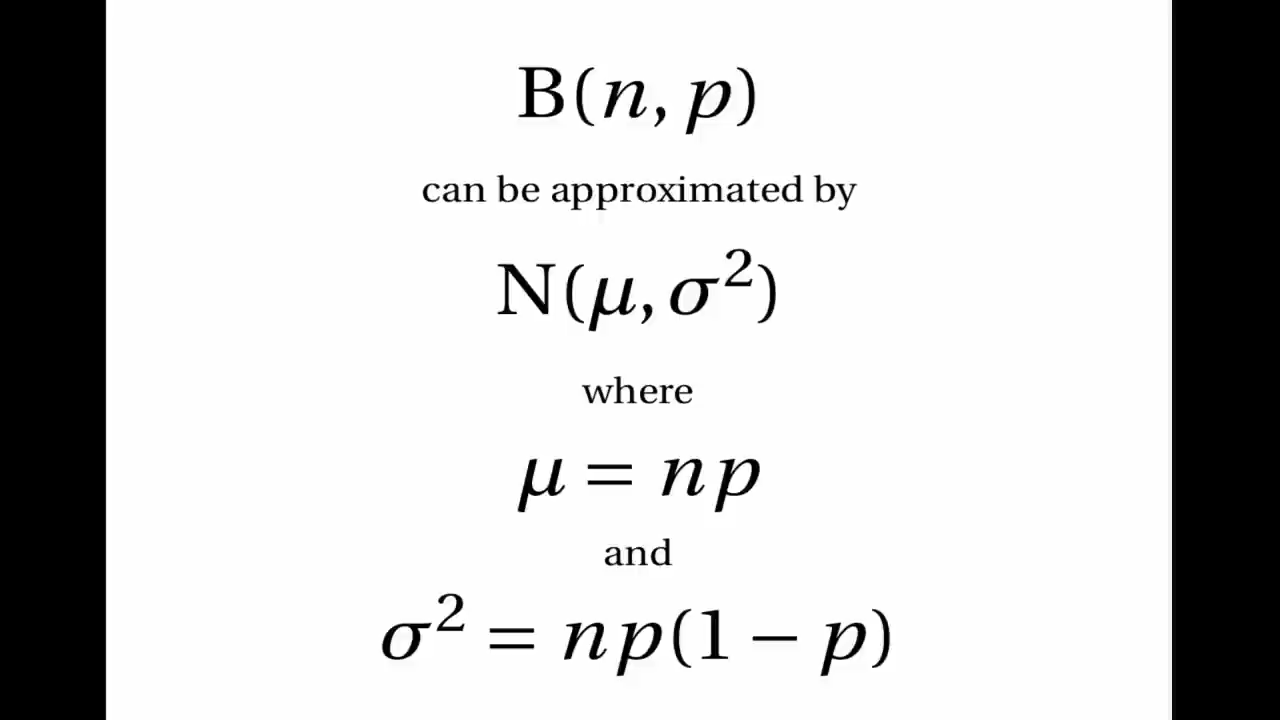 B(n, p)
can be approximated by
N(μ, σ²)
where
μ = np
and
σ² = np(1 − p)